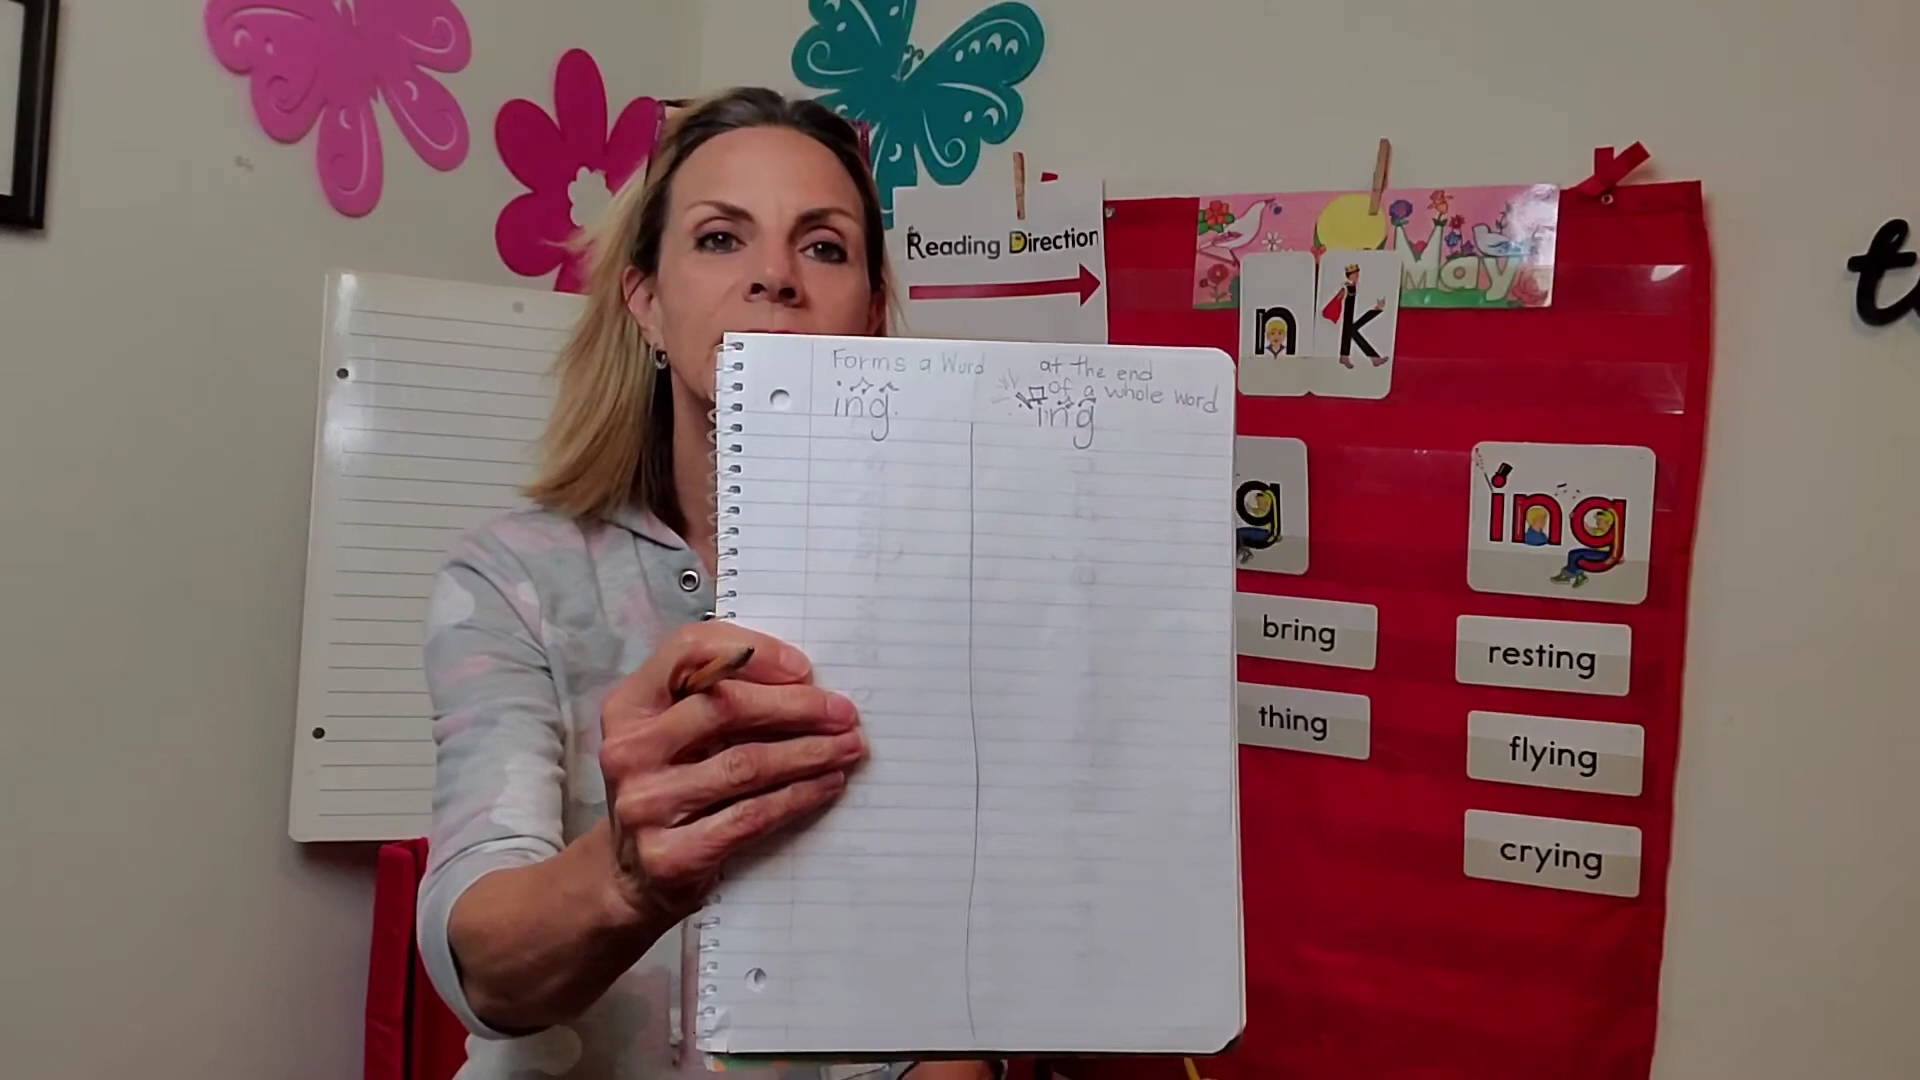 Reading Direction
May
n k
Forms a Word
ing
at the end
of a whole word
ing
g
bring
thing
ing
resting
flying
crying